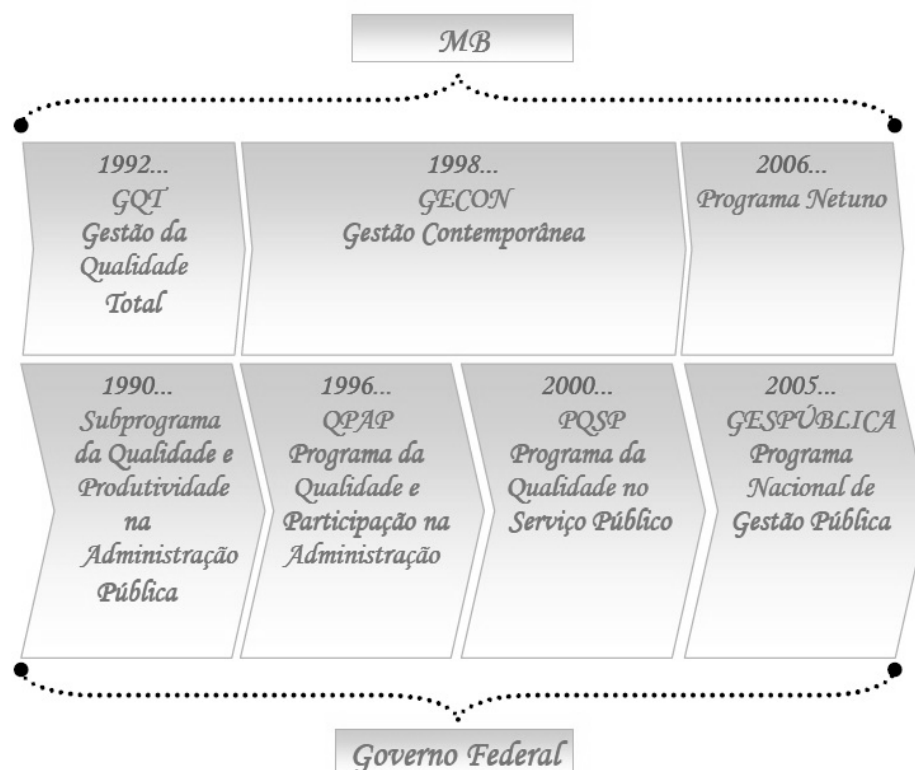 MB
1992...
GQT
Gestão da
Qualidade
Total
1998...
GECON
Gestão Contemporânea
2006...
Programa Netuno
1990...
Subprograma
da Qualidade e
Produtividade
na
Administração
Pública
1996...
QPAP
Programa da
Qualidade e
Participação na
Administração
2000...
PQSP
Programa da
Qualidade no
Serviço Público
2005...
GESPÚBLICA
Programa
Nacional de
Gestão Pública
Governo Federal